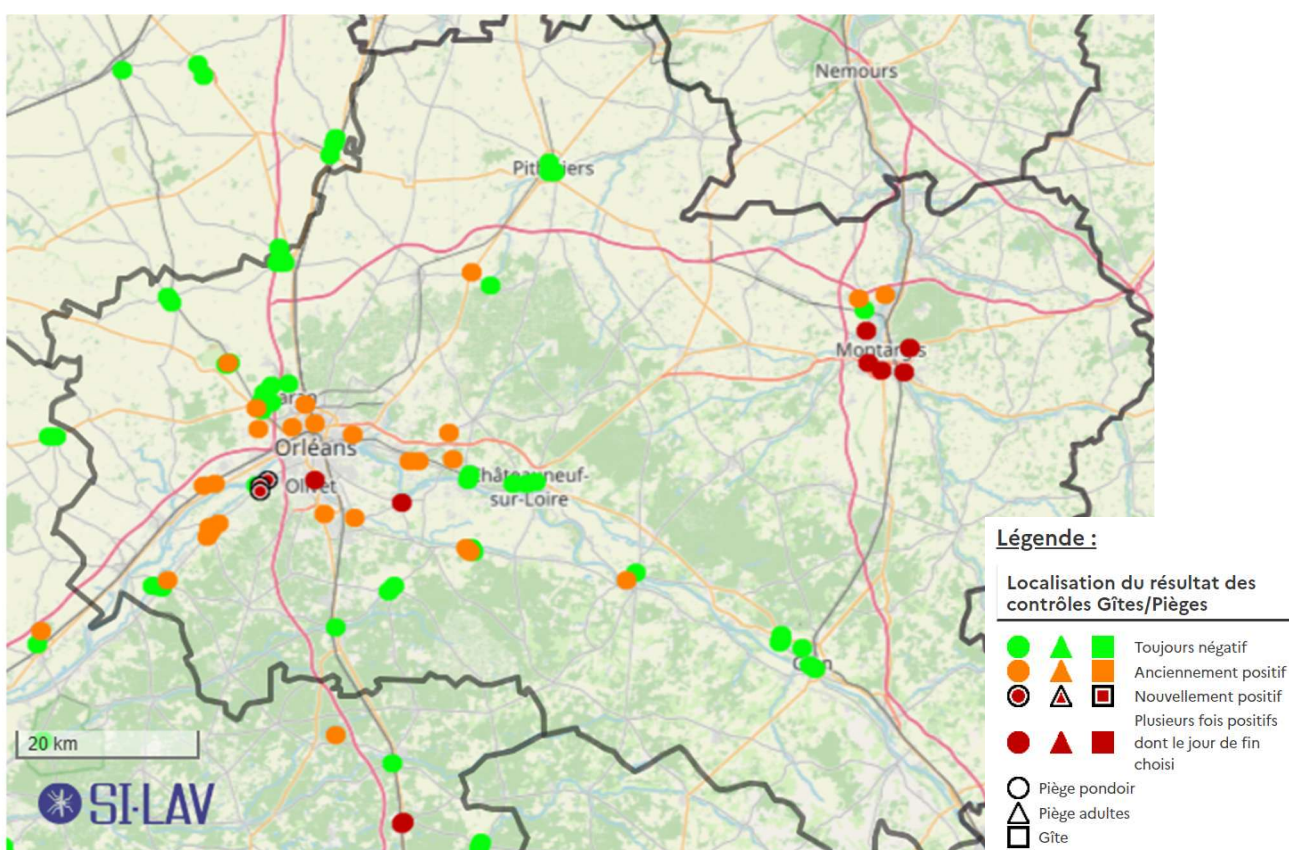 Nemours
Pithiviers
Montargis
Saran
Orléans
Olivet
Châteauneuf-
sur-Loire
Gien
20 km
SI-LAV
Légende :
Localisation du résultat des
contrôles Gîtes/Pièges
Toujours négatif
Anciennement positif
Nouvellement positif
Plusieurs fois positifs
dont le jour de fin
choisi
Piège pondoir
Piège adultes
Gîte